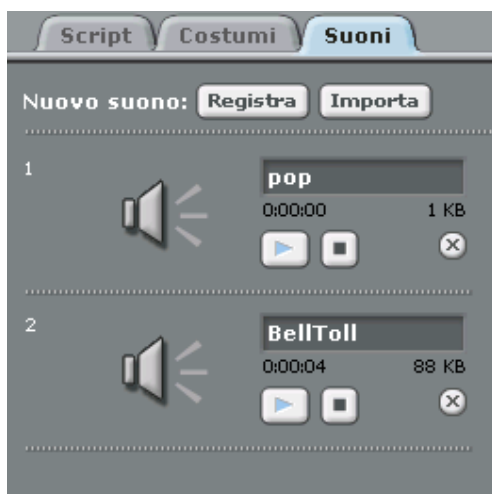 Script Costumi Suoni
Nuovo suono: Registra Importa
1
pop
0:00:00 1 KB
2
BellToll
0:00:04 88 KB